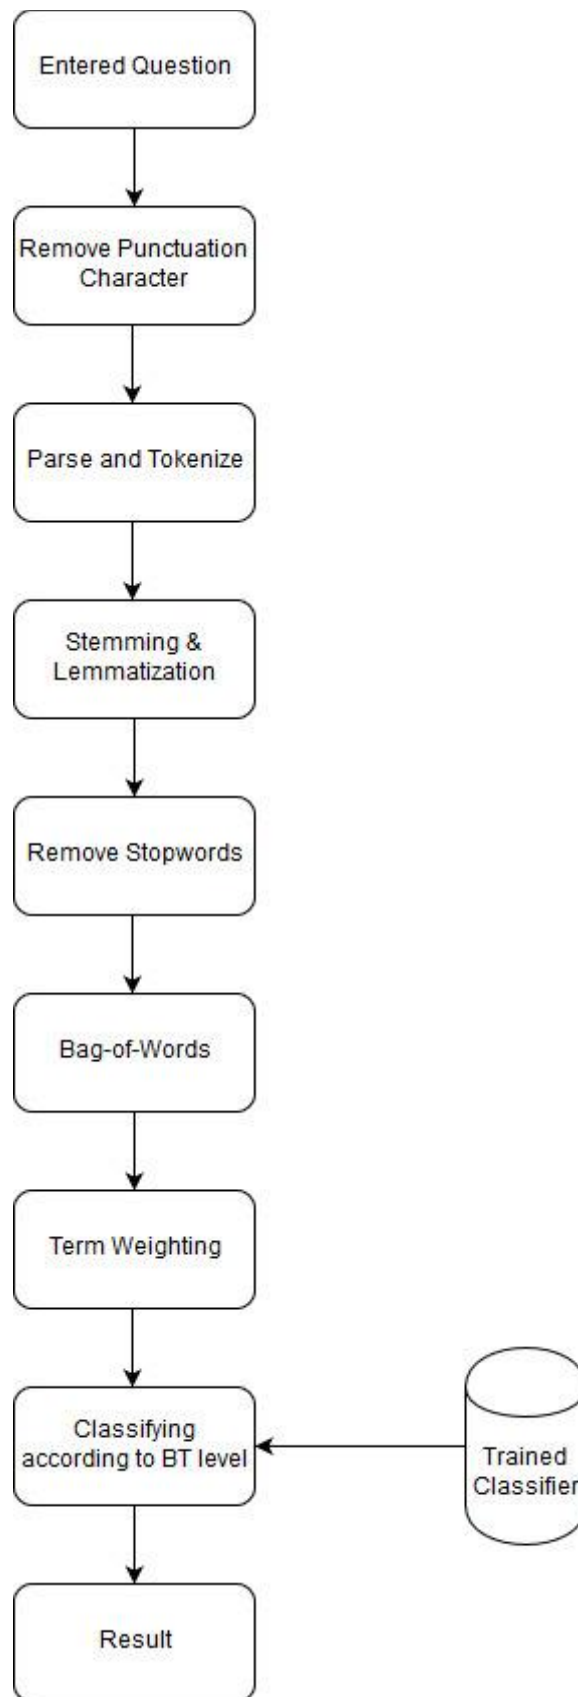 Entered Question
Remove Punctuation
Character
Parse and Tokenize
Stemming &
Lemmatization
Remove Stopwords
Bag-of-Words
Term Weighting
Classifying
according to BT level
Trained
Classifier
Result